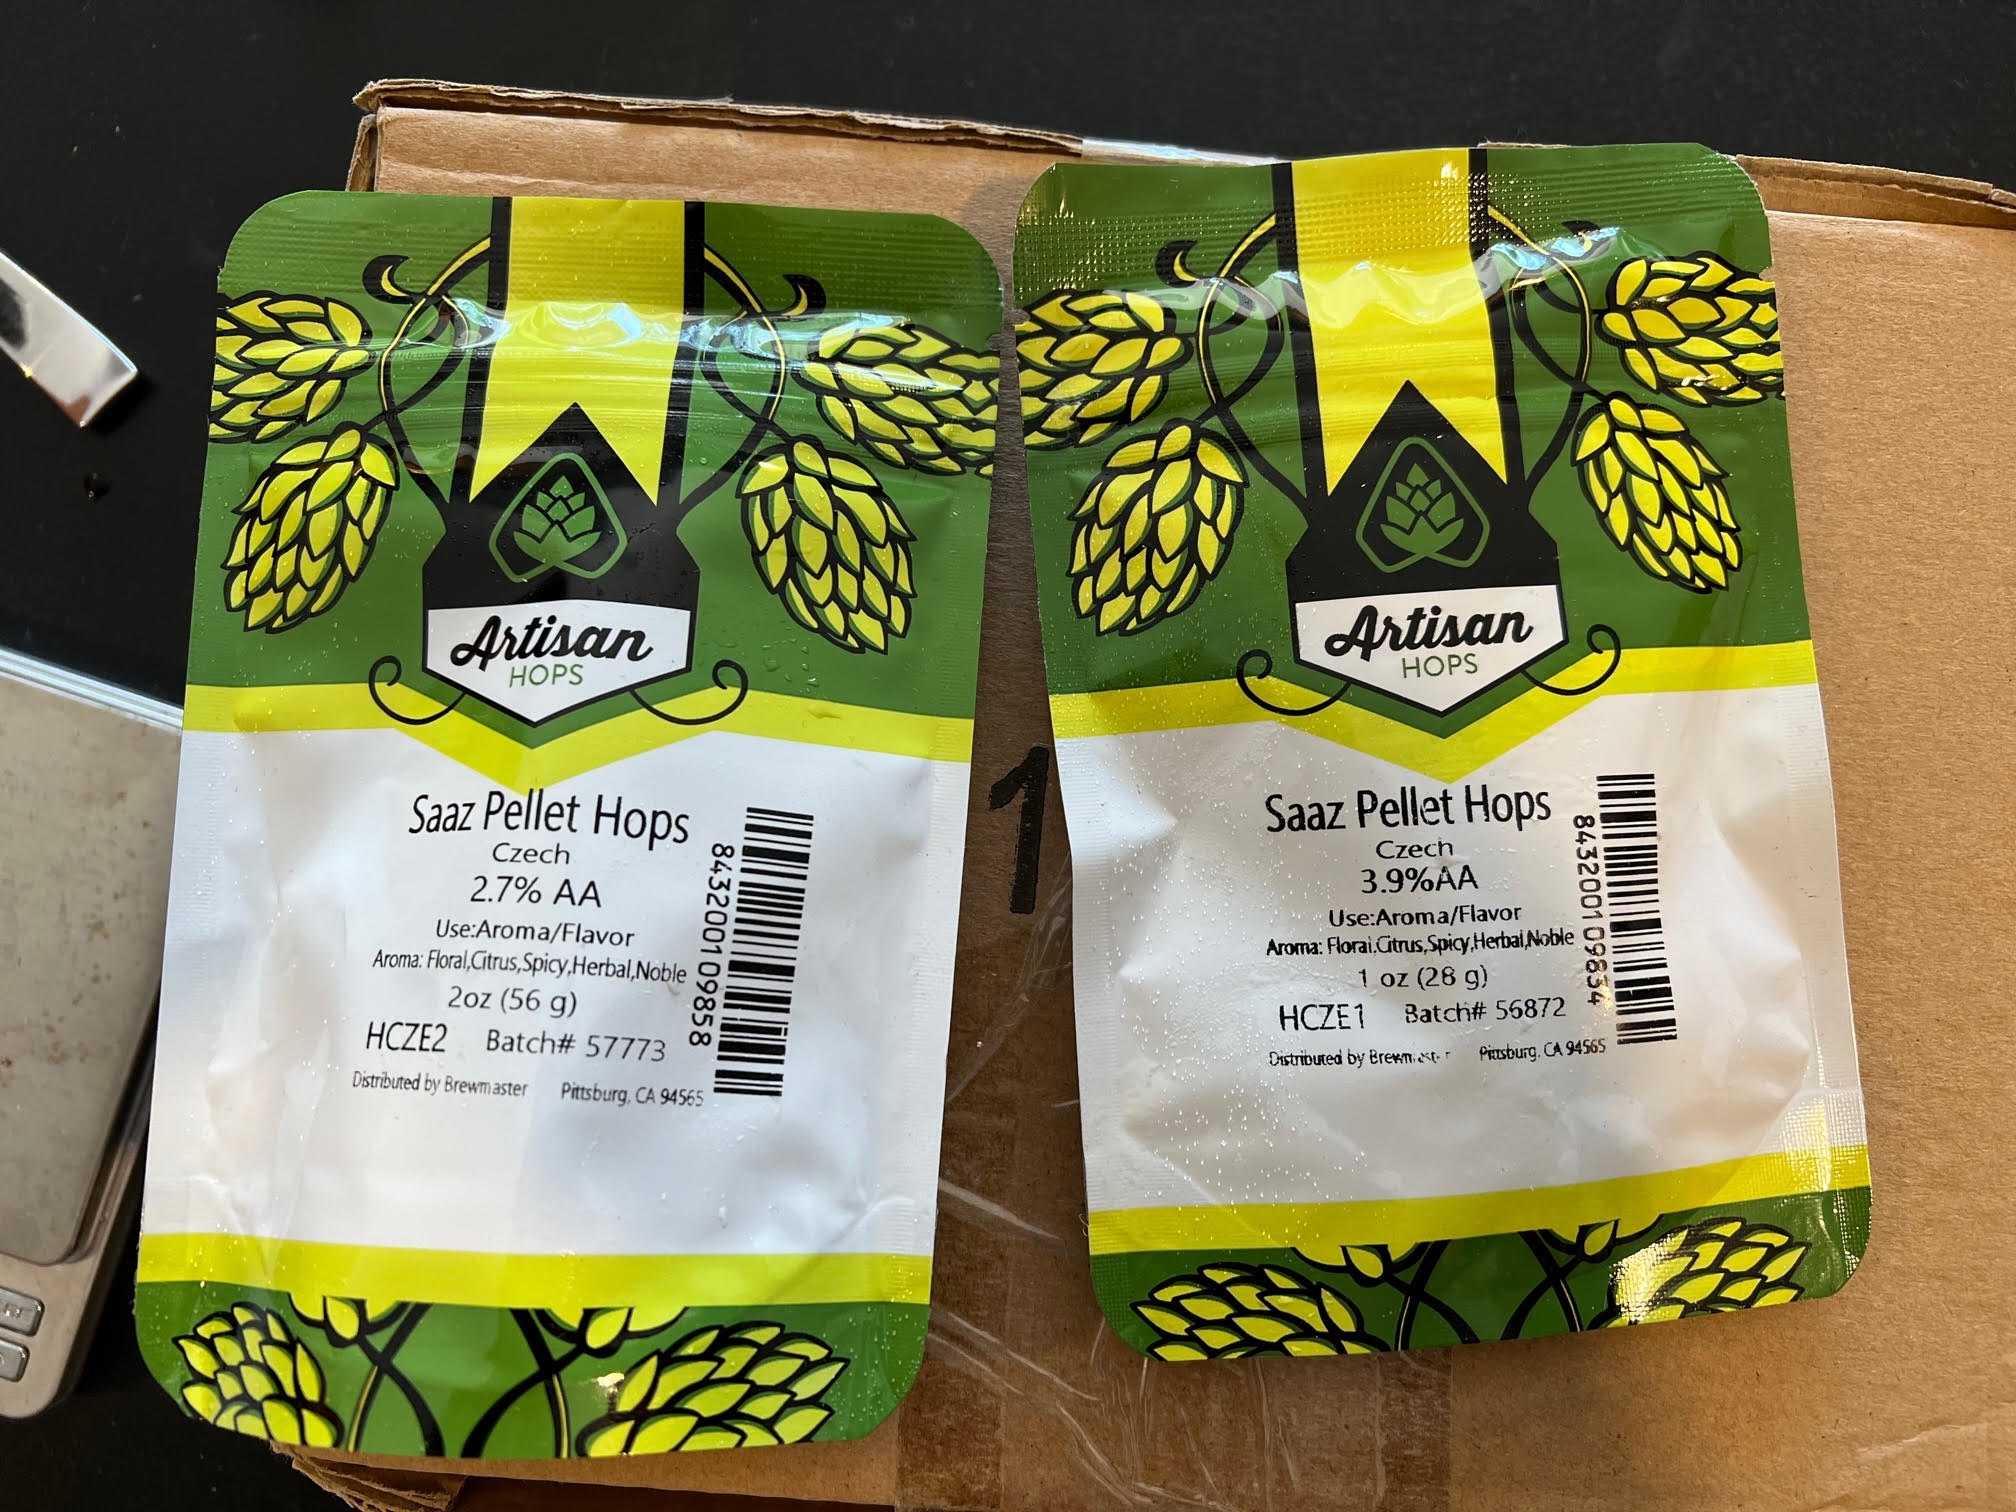 Artisan
HOPS
Saaz Pellet Hops
Czech
2.7% AA
Use:Aroma/Flavor
Aroma: Floral,Citrus,Spicy,Herbal,Noble
2oz (56 g)
HCZE2 Batch# 57773
Distributed by Brewmaster Pittsburg, CA 94565
843200109858
1
Artisan
HOPS
Saaz Pellet Hops
Czech
3.9%AA
Use:Aroma/Flavor
Aroma: Floral,Citrus,Spicy,Herbal,Noble
1 oz (28 g)
HCZE1 Batch# 56872
Distributed by Brewmaster Pittsburg, CA 94565
843200109834